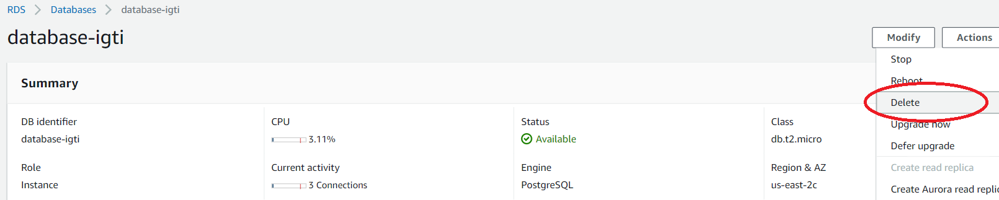 RDS > Databases > database-igti
database-igti
Modify Actions
Stop
Reboot
Delete
Upgrade now
Defer upgrade
Create read replica
Create Aurora read replic
Summary
DB identifier
database-igti
CPU
3.11%
Status
Available
Class
db.t2.micro
Role
Instance
Current activity
3 Connections
Engine
PostgreSQL
Region & AZ
us-east-2c